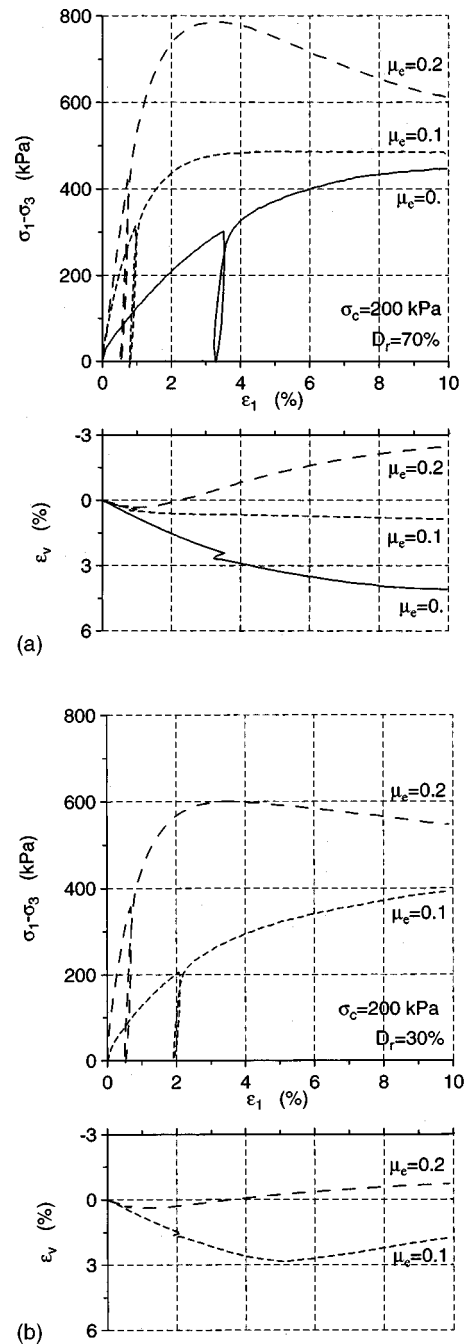 800
600
400
200
0
σ₁-σ₃ (kPa)
μₑ=0.2
μₑ=0.1
μₑ=0.
σ꜀=200 kPa
Dᵣ=70%
0 2 4 6 8 10
ε₁ (%)
-3
0
3
6
εᵥ (%)
μₑ=0.2
μₑ=0.1
μₑ=0.
(a)
800
600
400
200
0
σ₁-σ₃ (kPa)
μₑ=0.2
μₑ=0.1
σ꜀=200 kPa
Dᵣ=30%
0 2 4 6 8 10
ε₁ (%)
-3
0
3
6
εᵥ (%)
μₑ=0.2
μₑ=0.1
(b)